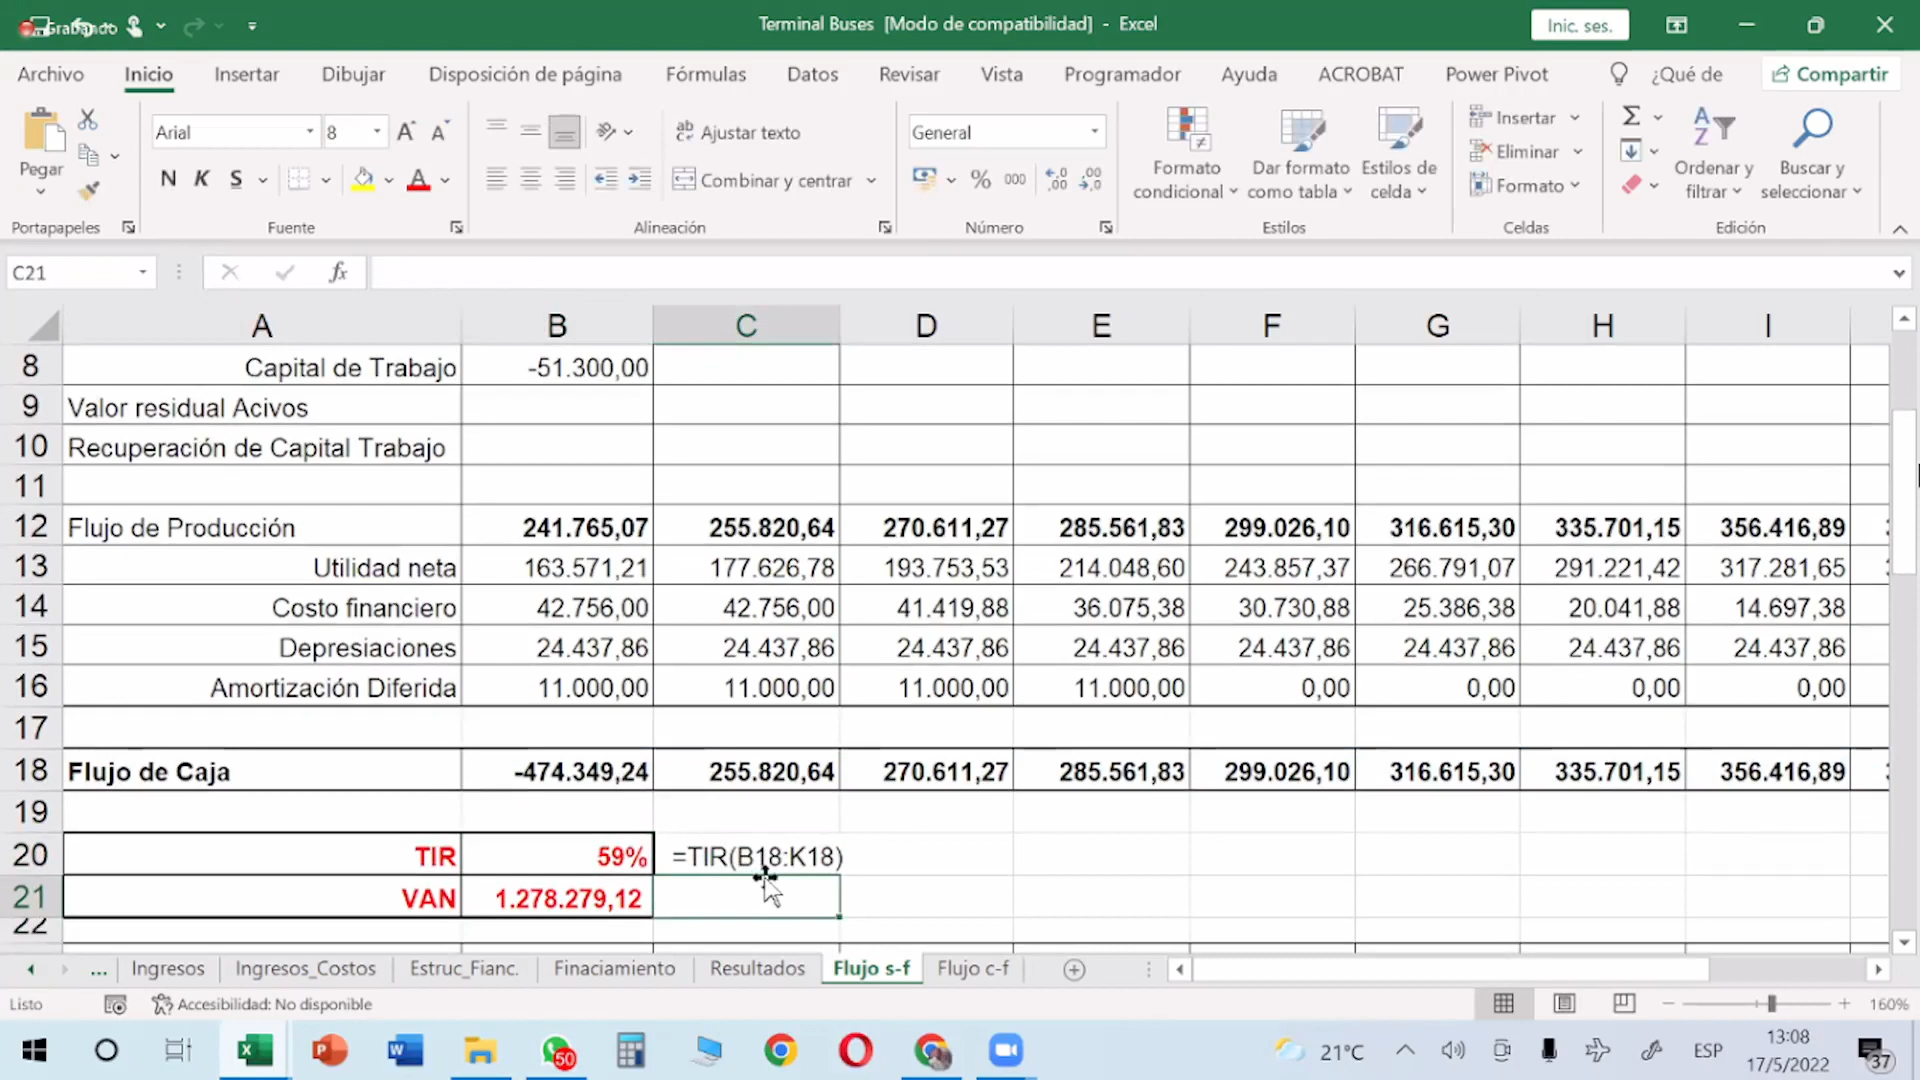 Grabando
Terminal Buses [Modo de compatibilidad] - Excel
Inic. ses.
Archivo Inicio Insertar Dibujar Disposición de página Fórmulas Datos Revisar Vista Programador Ayuda ACROBAT Power Pivot ¿Qué de Compartir
Pegar
Arial 8
N K S
Ajustar texto
Combinar y centrar
General
% 000
Formato condicional
Dar formato como tabla
Estilos de celda
Insertar
Eliminar
Formato
Ordenar y filtrar
Buscar y seleccionar
Portapapeles Fuente Alineación Número Estilos Celdas Edición
C21 fx
A B C D E F G H I
8 Capital de Trabajo -51.300,00
9 Valor residual Acivos
10 Recuperación de Capital Trabajo
11
12 Flujo de Producción 241.765,07 255.820,64 270.611,27 285.561,83 299.026,10 316.615,30 335.701,15 356.416,89
13 Utilidad neta 163.571,21 177.626,78 193.753,53 214.048,60 243.857,37 266.791,07 291.221,42 317.281,65
14 Costo financiero 42.756,00 42.756,00 41.419,88 36.075,38 30.730,88 25.386,38 20.041,88 14.697,38
15 Depresiaciones 24.437,86 24.437,86 24.437,86 24.437,86 24.437,86 24.437,86 24.437,86 24.437,86
16 Amortización Diferida 11.000,00 11.000,00 11.000,00 11.000,00 0,00 0,00 0,00 0,00
17
18 Flujo de Caja -474.349,24 255.820,64 270.611,27 285.561,83 299.026,10 316.615,30 335.701,15 356.416,89
19
20 TIR 59% =TIR(B18:K18)
21 VAN 1.278.279,12
22
... Ingresos Ingresos_Costos Estruc_Fianc. Finaciamiento Resultados Flujo s-f Flujo c-f
Listo Accesibilidad: No disponible 160%
50 21°C ESP 13:08
17/5/2022 37